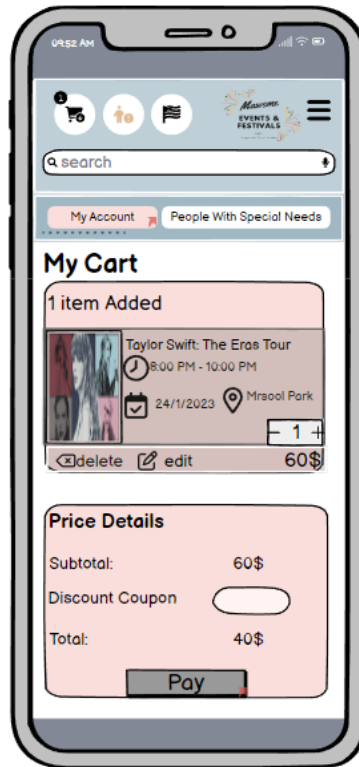 09:52 AM
1
Mawsmz
EVENTS &
FESTIVALS
search
My Account
People With Special Needs
My Cart
1 item Added
Taylor Swift: The Eras Tour
8:00 PM - 10:00 PM
24/1/2023
Mrsool Park
- 1 +
delete
edit
60$
Price Details
Subtotal:
60$
Discount Coupon
Total:
40$
Pay